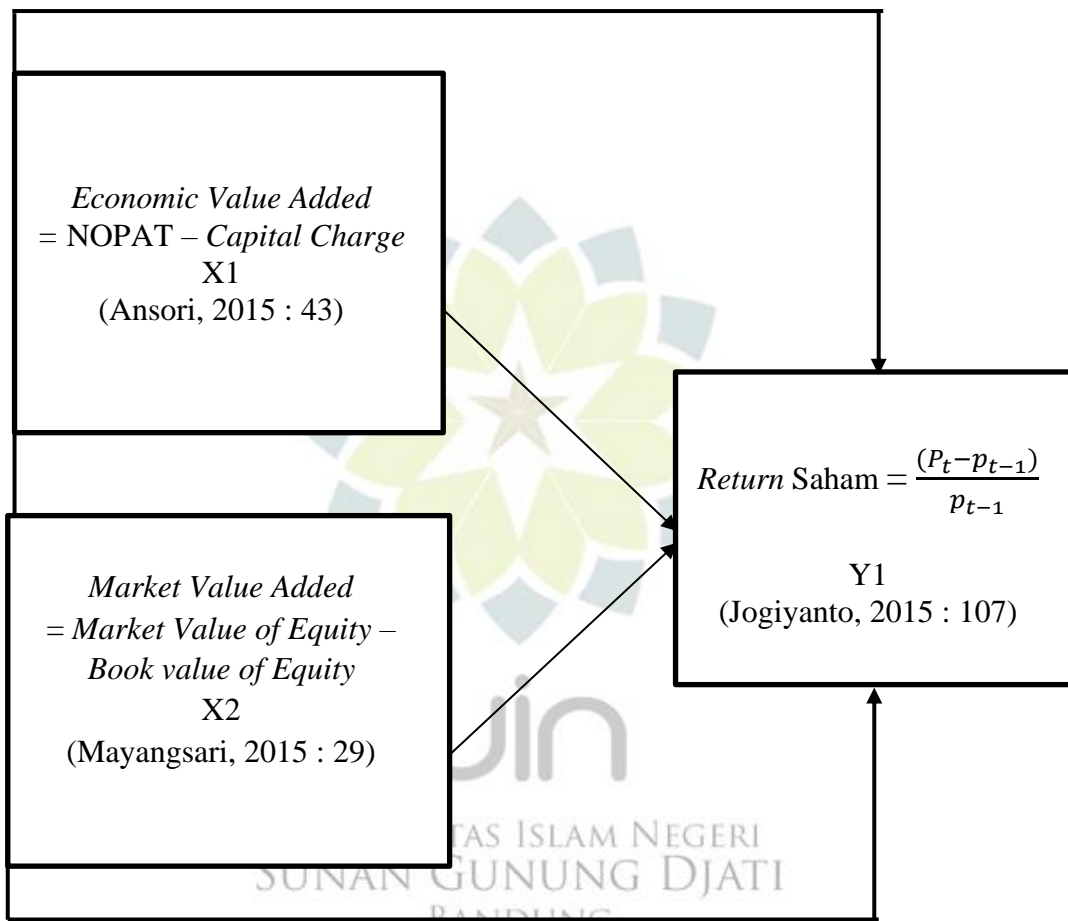 Economic Value Added
= NOPAT – Capital Charge
X1
(Ansori, 2015 : 43)
Market Value Added
= Market Value of Equity –
Book value of Equity
X2
(Mayangsari, 2015 : 29)
Return Saham = (P_t−p_{t−1}) / p_{t−1}
Y1
(Jogiyanto, 2015 : 107)
uin
TAS ISLAM NEGERI
SUNAN GUNUNG DJATI
BANDUNG